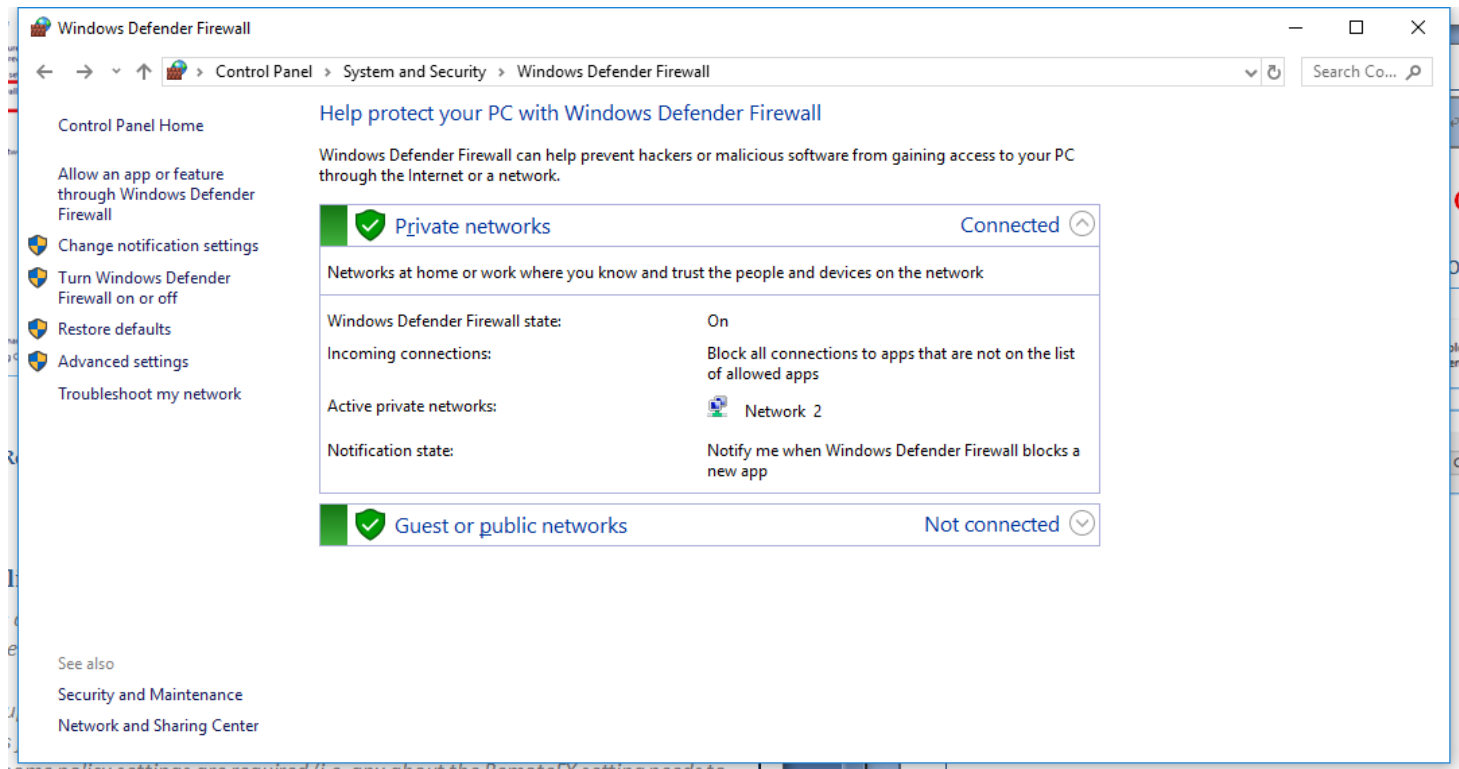 Windows Defender Firewall
Control Panel > System and Security > Windows Defender Firewall
Search Co...
Control Panel Home
Allow an app or feature
through Windows Defender
Firewall
Change notification settings
Turn Windows Defender
Firewall on or off
Restore defaults
Advanced settings
Troubleshoot my network
Help protect your PC with Windows Defender Firewall
Windows Defender Firewall can help prevent hackers or malicious software from gaining access to your PC
through the Internet or a network.
Private networks
Connected
Networks at home or work where you know and trust the people and devices on the network
Windows Defender Firewall state:
On
Incoming connections:
Block all connections to apps that are not on the list
of allowed apps
Active private networks:
Network 2
Notification state:
Notify me when Windows Defender Firewall blocks a
new app
Guest or public networks
Not connected
See also
Security and Maintenance
Network and Sharing Center